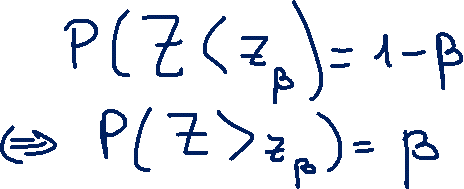 P(Z < z_β) = 1 - β
⇔ P(Z > z_β) = β